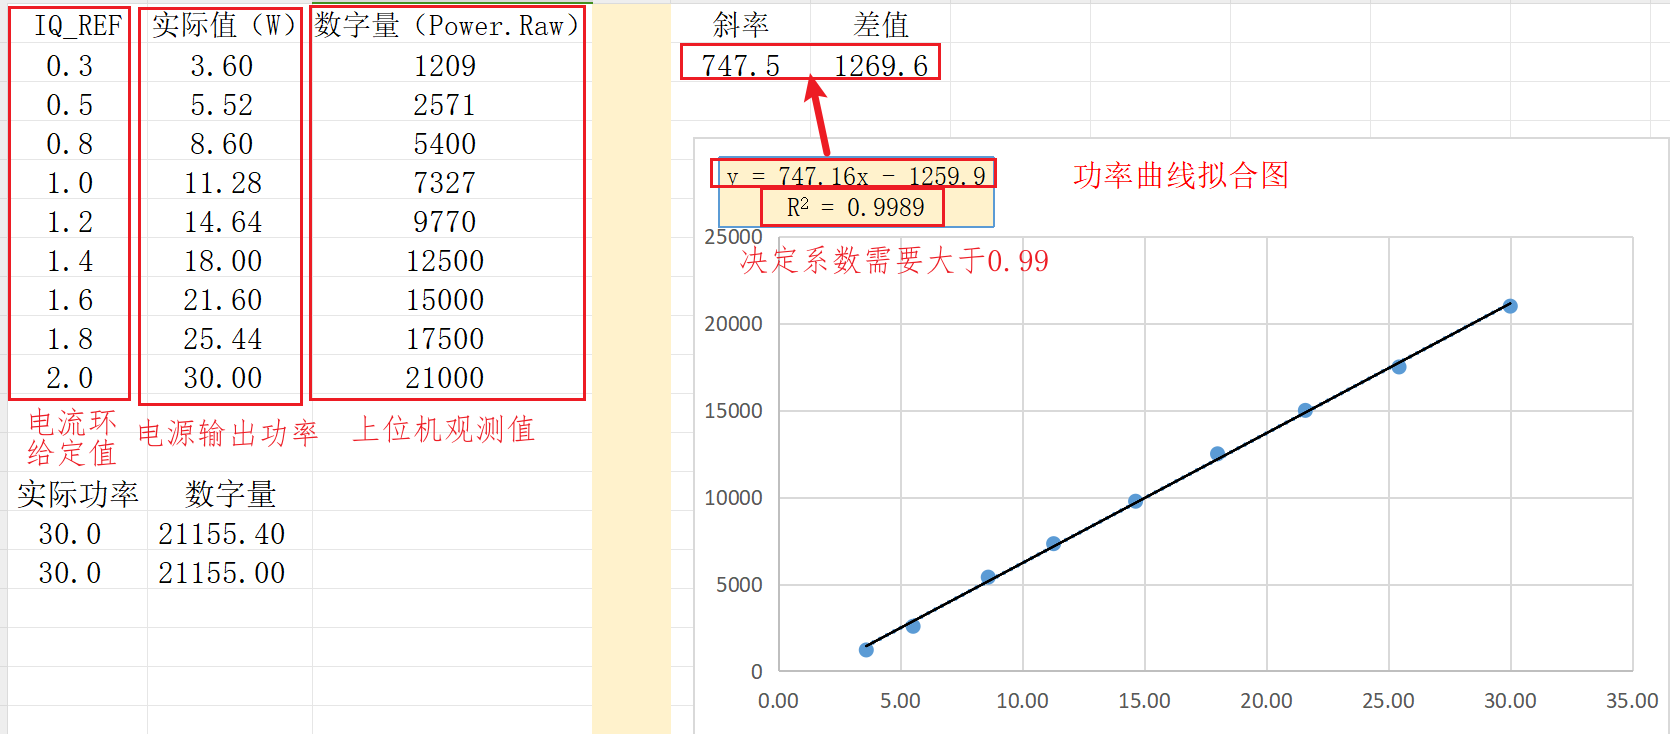 IQ_REF 实际值（W） 数字量（Power.Raw）
0.3 3.60 1209
0.5 5.52 2571
0.8 8.60 5400
1.0 11.28 7327
1.2 14.64 9770
1.4 18.00 12500
1.6 21.60 15000
1.8 25.44 17500
2.0 30.00 21000
电流环
给定值
电源输出功率
上位机观测值
实际功率 数字量
30.0 21155.40
30.0 21155.00
斜率 差值
747.5 1269.6
y = 747.16x - 1259.9
R² = 0.9989
功率曲线拟合图
决定系数需要大于0.99
25000
20000
15000
10000
5000
0
0.00 5.00 10.00 15.00 20.00 25.00 30.00 35.00